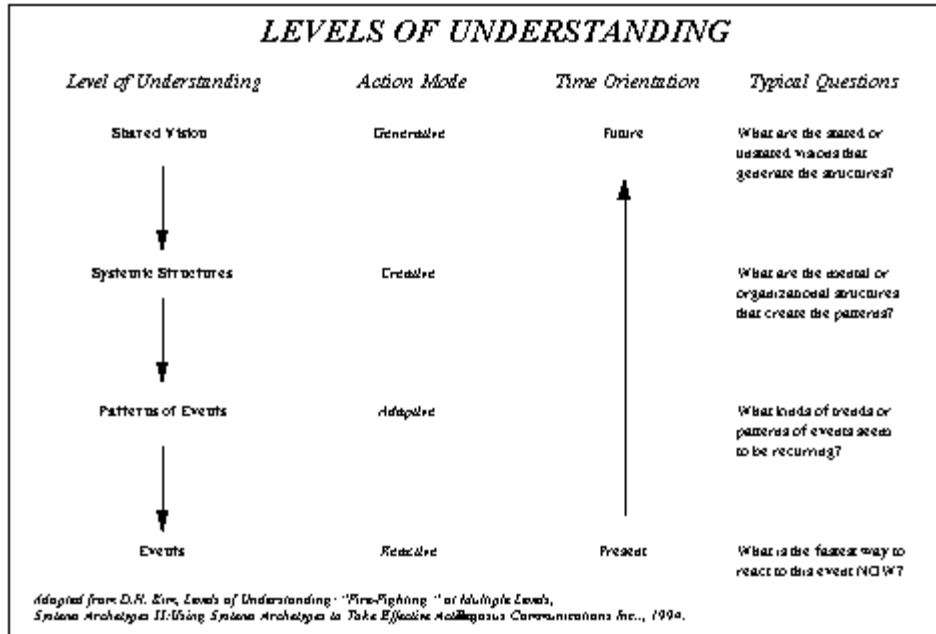 LEVELS OF UNDERSTANDING
Level of Understanding Action Mode Time Orientation Typical Questions
Shared Vision Generative Future What are the stated or
unstated visions that
generate the structures?
Systemic Structures Creative What are the mental or
organizational structures
that create the patterns?
Patterns of Events Adaptive What kinds of trends or
patterns of events seem
to be recurring?
Events Reactive Present What is the fastest way to
react to this event NOW?
Adapted from D.H. Kim, Levels of Understanding: "Fire-Fighting" at Multiple Levels,
Systems Archetypes II: Using Systems Archetypes to Take Effective Pegasus Communications Inc.., 1994.